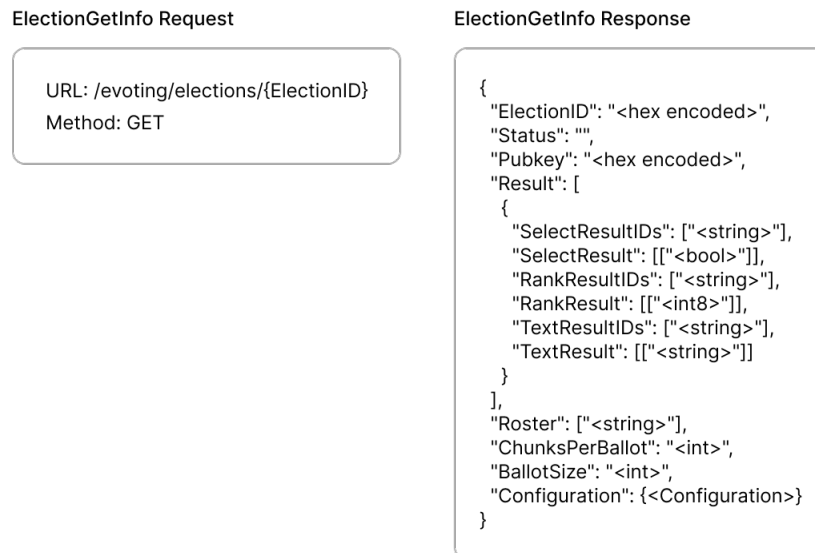 ElectionGetInfo Request
URL: /evoting/elections/{ElectionID}
Method: GET
ElectionGetInfo Response
{
"ElectionID": "<hex encoded>",
"Status": "",
"Pubkey": "<hex encoded>",
"Result": [
{
"SelectResultIDs": ["<string>"],
"SelectResult": [["<bool>"]],
"RankResultIDs": ["<string>"],
"RankResult": [["<int8>"]],
"TextResultIDs": ["<string>"],
"TextResult": [["<string>"]]
}
],
"Roster": ["<string>"],
"ChunksPerBallot": "<int>",
"BallotSize": "<int>",
"Configuration": {<Configuration>}
}